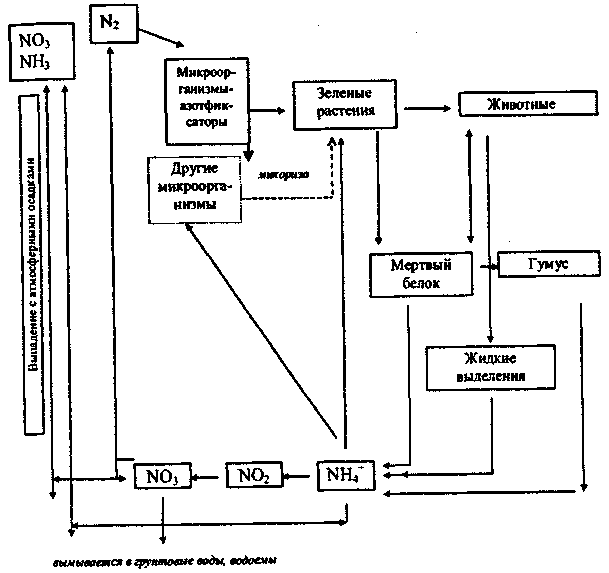 N₂
NO₃
NH₃
Микроор-
ганизмы-
азотфик-
саторы
Зеленые
растения
Животные
Другие
микроорга-
низмы
микориза
Выпадение с атмосферными осадками
Мертвый
белок
Гумус
Жидкие
выделения
NO₃
NO₂
NH₄⁺
вымывается в грунтовые воды, водоемы